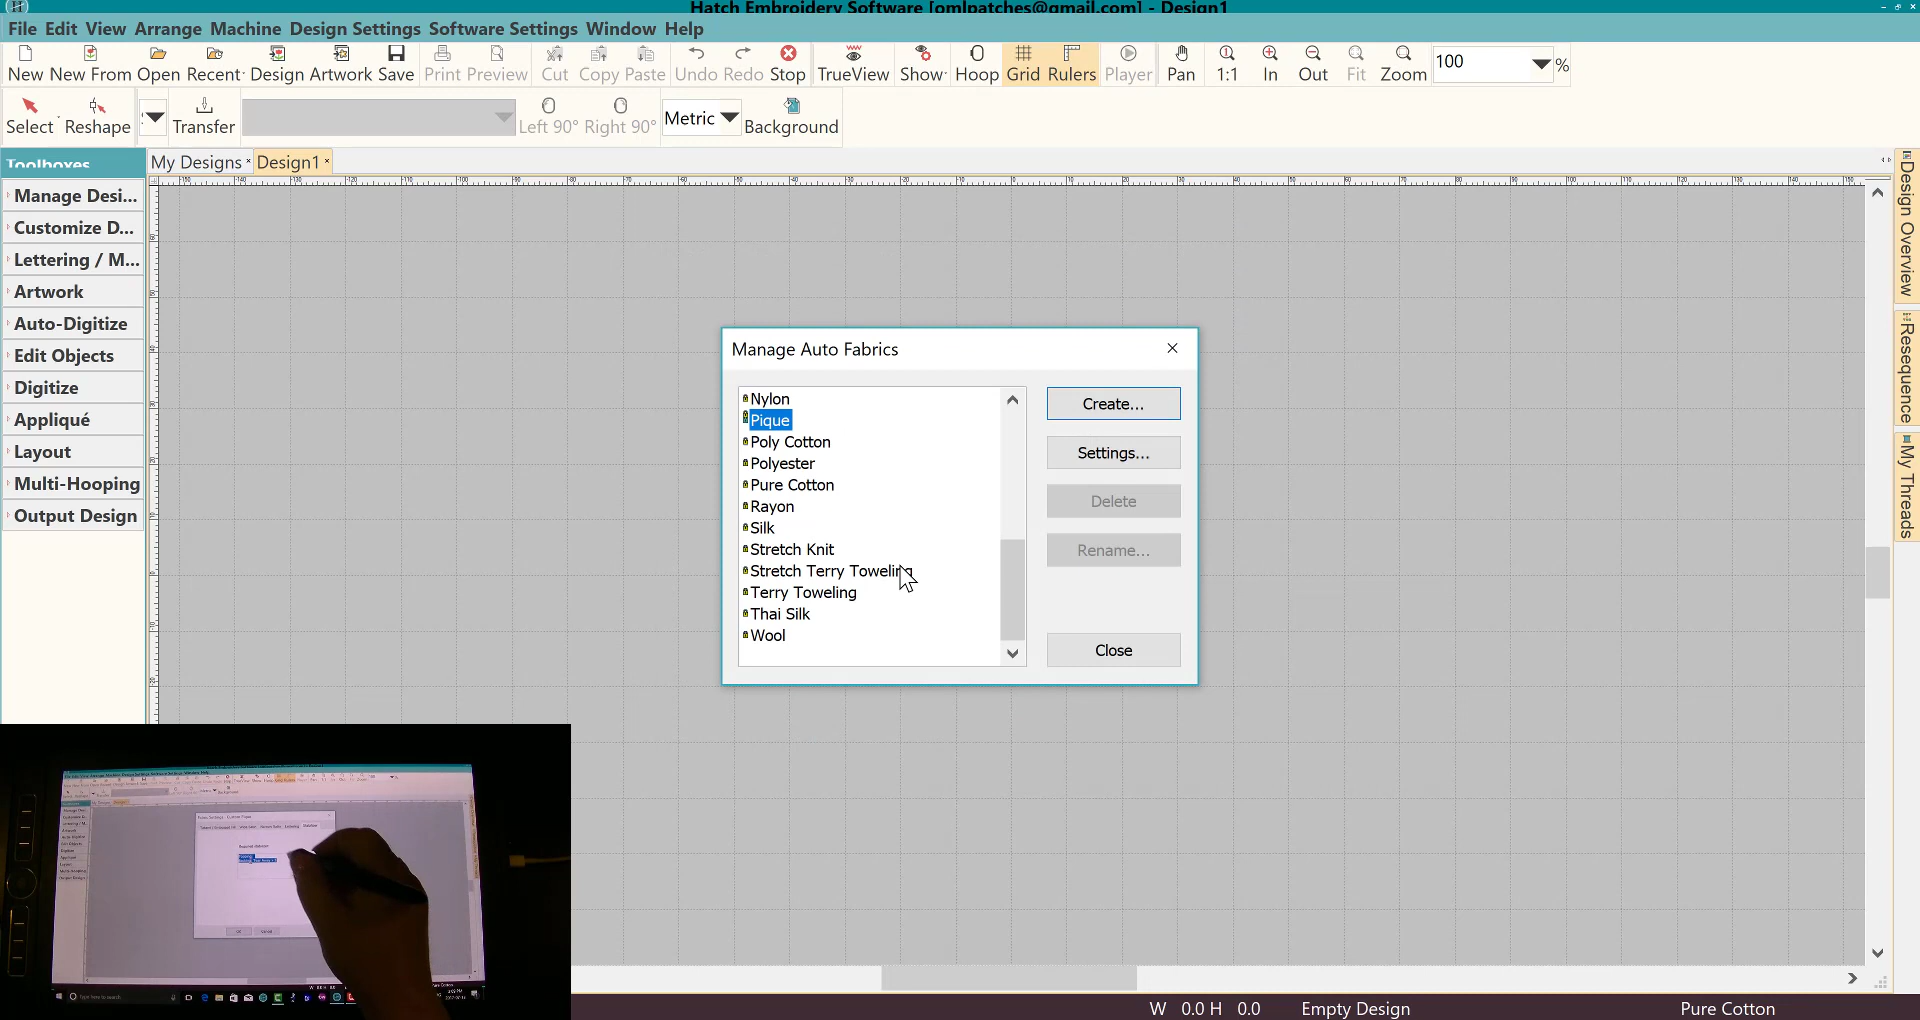 Hatch Embroidery Software [omlpatches@gmail.com] - Design1
File Edit View Arrange Machine Design Settings Software Settings Window Help
New New From Open Recent Design Artwork Save Print Preview Cut Copy Paste Undo Redo Stop TrueView Show Hoop Grid Rulers Player Pan 1:1 In Out Fit Zoom 100 %
Select Reshape Transfer Left 90° Right 90° Metric Background
Toolboxes
My Designs Design1
Manage Desi...
Customize D...
Lettering / M...
Artwork
Auto-Digitize
Edit Objects
Digitize
Appliqué
Layout
Multi-Hooping
Output Design
Manage Auto Fabrics
Nylon
Pique
Poly Cotton
Polyester
Pure Cotton
Rayon
Silk
Stretch Knit
Stretch Terry Toweling
Terry Toweling
Thai Silk
Wool
Create...
Settings...
Delete
Rename...
Close
Design Overview
Resequence
My Threads
W 0.0 H 0.0 Empty Design Pure Cotton